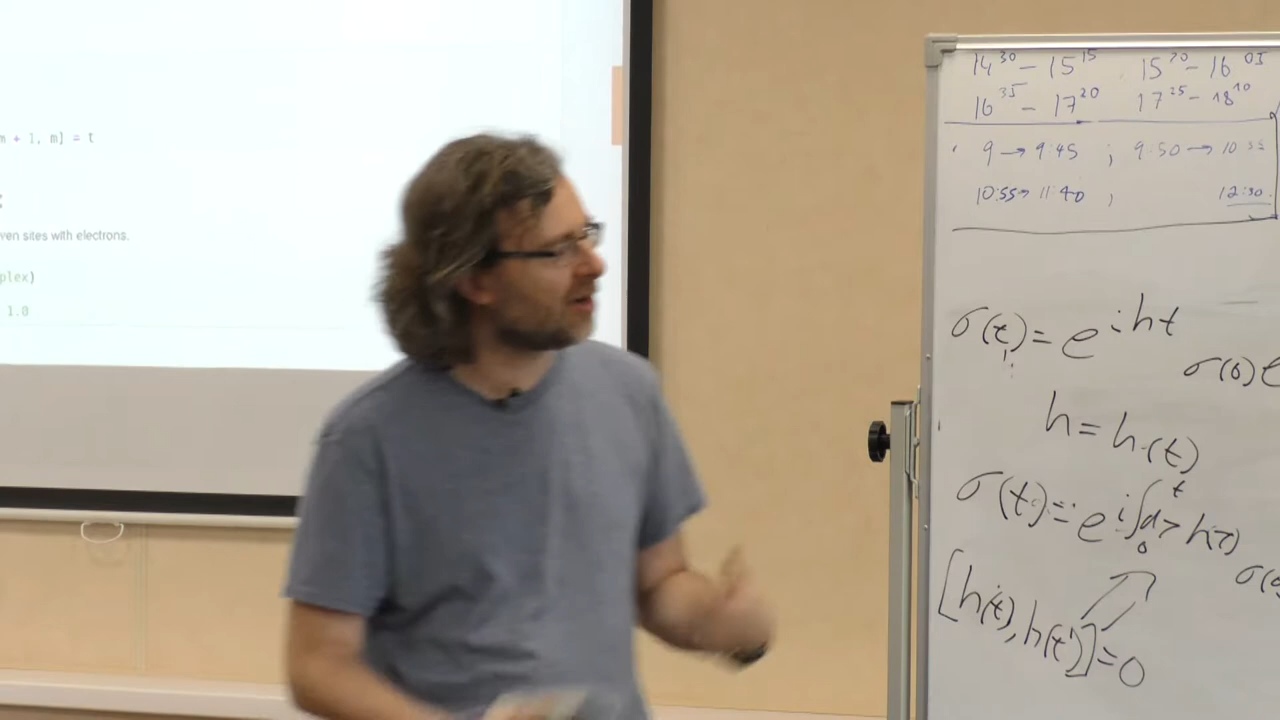 m + 1, m] = t
ven sites with electrons.
plex)
1.0
14³⁰ – 15¹⁵ 15²⁰ – 16⁰⁵
16³⁵ – 17²⁰ 17²⁵ – 18¹⁰
9 → 9:45 ; 9:50 → 10:35
10:55 → 11:40 ; 12:30
σ(t) = e^{iht}
σ(0) e
h = h(t)
σ(t) = e^{i∫₀ᵗ dτ h(τ)}
σ(0
[h(t), h(t')] = 0